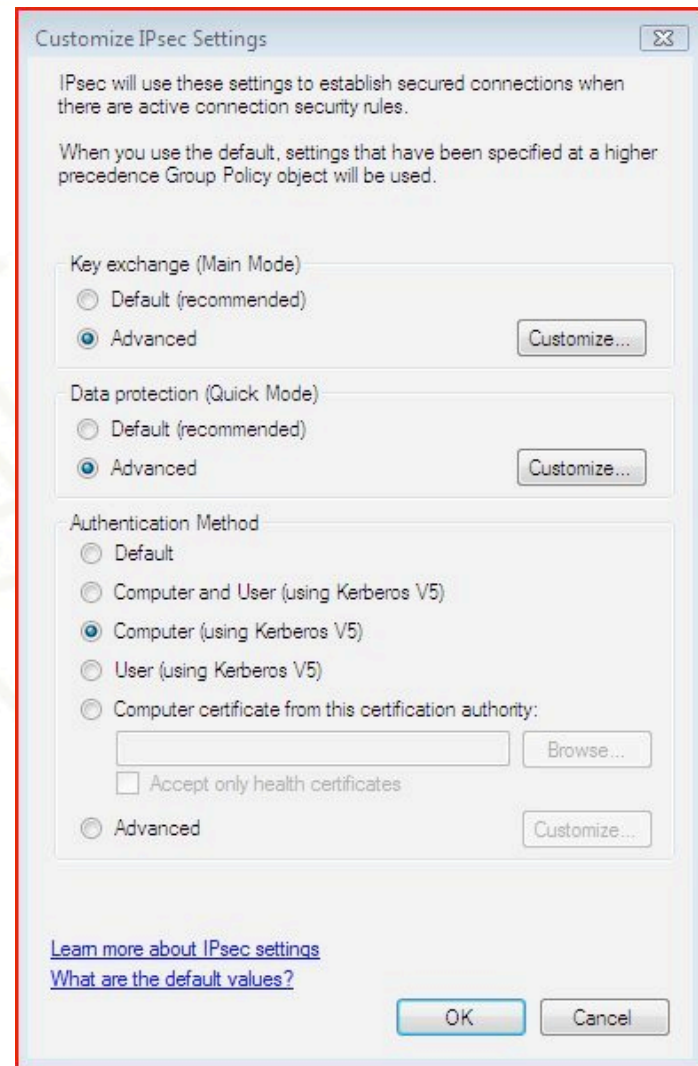 Customize IPsec Settings
IPsec will use these settings to establish secured connections when
there are active connection security rules.
When you use the default, settings that have been specified at a higher
precedence Group Policy object will be used.
Key exchange (Main Mode)
Default (recommended)
Advanced
Customize...
Data protection (Quick Mode)
Default (recommended)
Advanced
Customize...
Authentication Method
Default
Computer and User (using Kerberos V5)
Computer (using Kerberos V5)
User (using Kerberos V5)
Computer certificate from this certification authority:
Browse...
Accept only health certificates
Advanced
Customize...
Learn more about IPsec settings
What are the default values?
OK
Cancel